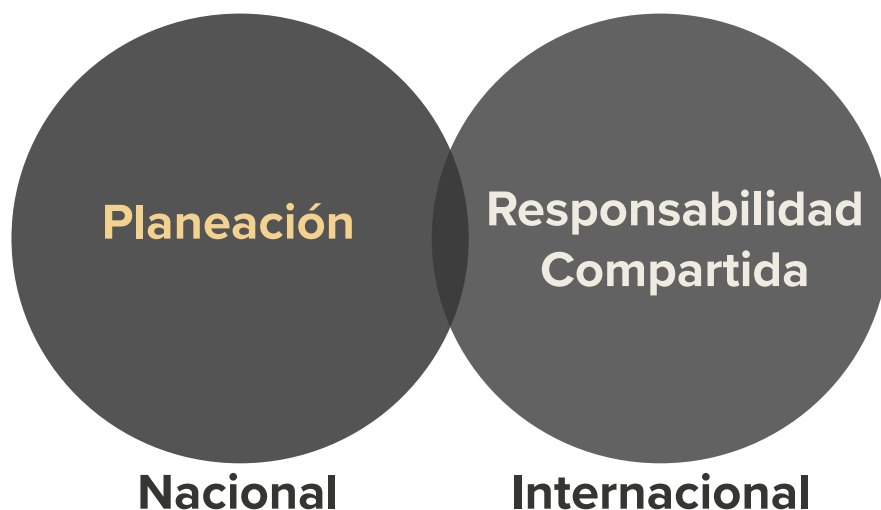 Planeación
Responsabilidad
Compartida
Nacional
Internacional